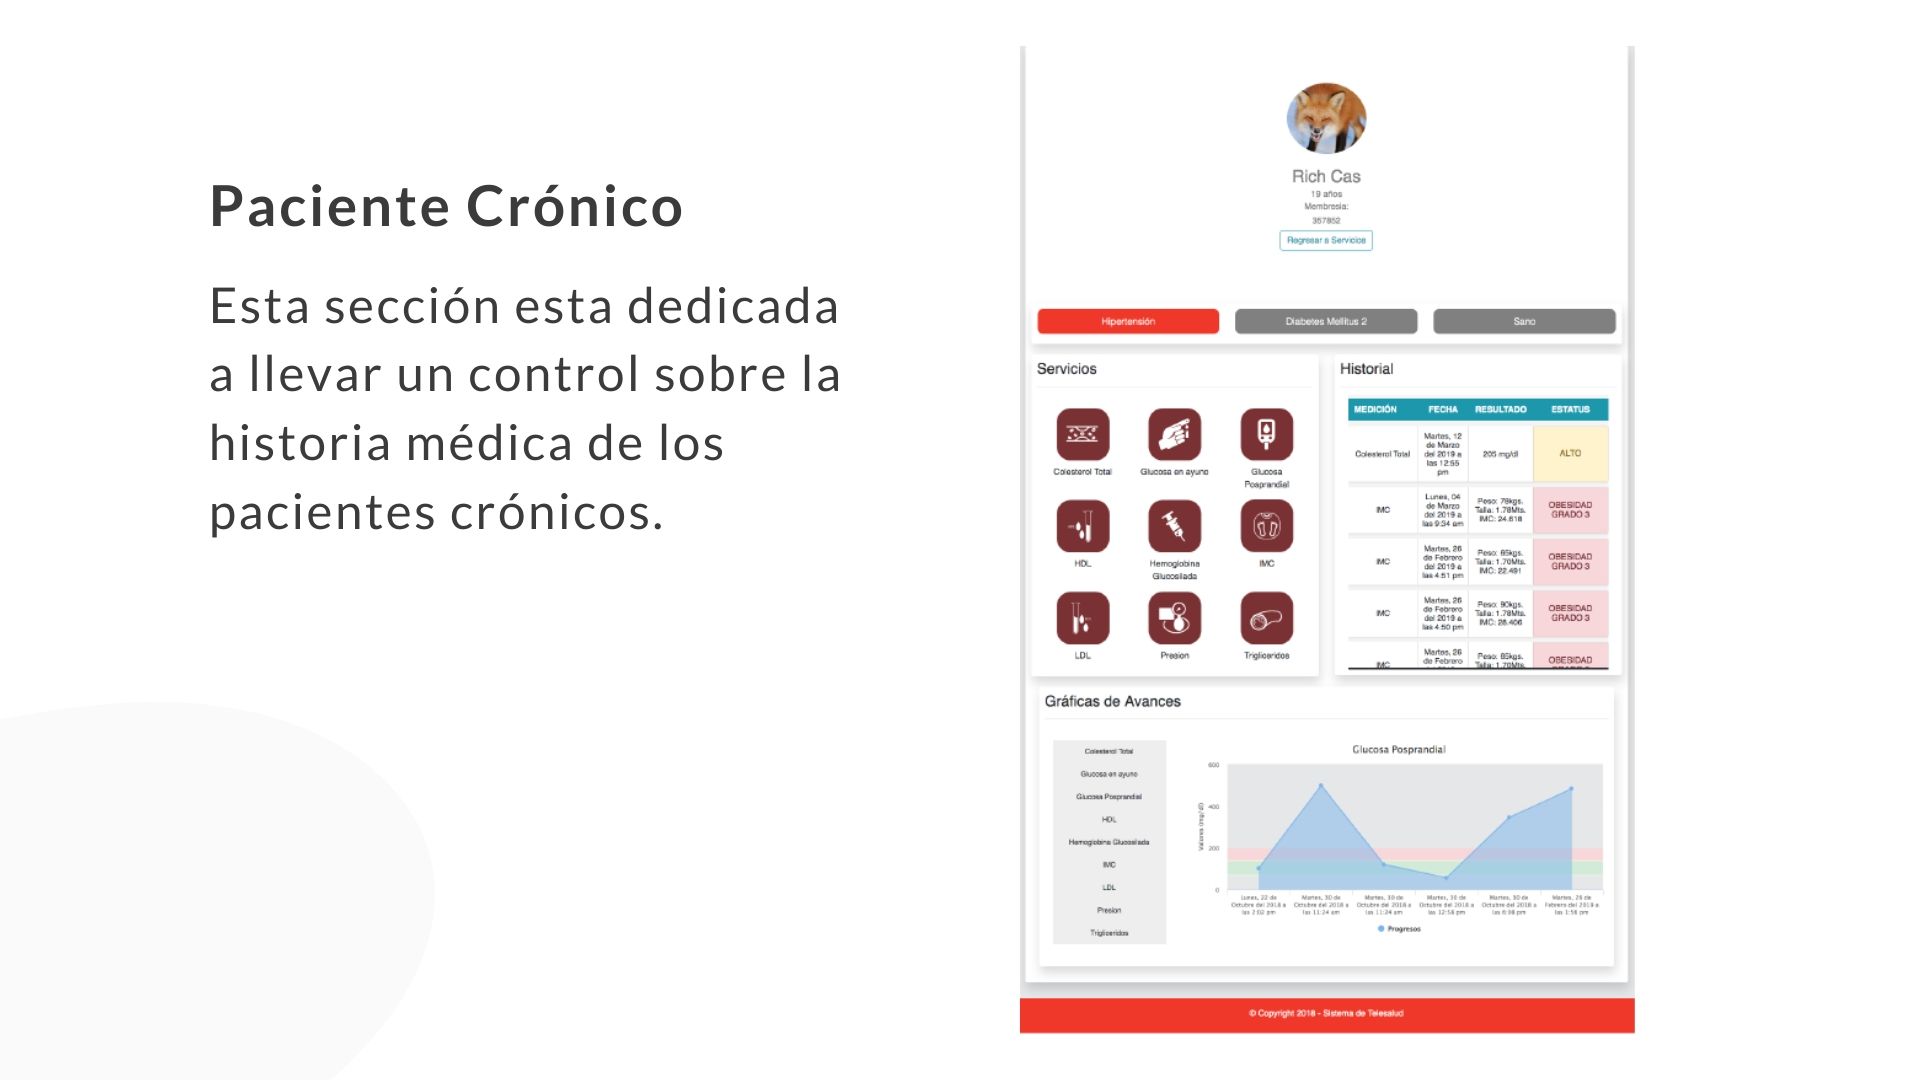 Paciente Crónico
Esta sección esta dedicada
a llevar un control sobre la
historia médica de los
pacientes crónicos.
Rich Cas
19 años
Membresia:
357852
Regresar a Servicios
Hipertensión
Diabetes Mellitus 2
Sano
Servicios
Colesterol Total
Glucosa en ayuno
Glucosa
Posprandial
HDL
Hemoglobina
Glucosilada
IMC
LDL
Presion
Trigliceridos
Historial
MEDICIÓN FECHA RESULTADO ESTATUS
Colesterol Total
Martes, 12
de Marzo
del 2019 a
las 12:55
pm
205 mg/dl
ALTO
IMC
Lunes, 04
de Marzo
del 2019 a
las 9:34 am
Peso: 78kgs.
Talla: 1.78Mts.
IMC: 24.618
OBESIDAD
GRADO 3
IMC
Martes, 26
de Febrero
del 2019 a
las 4:51 pm
Peso: 65kgs.
Talla: 1.70Mts.
IMC: 22.491
OBESIDAD
GRADO 3
IMC
Martes, 26
de Febrero
del 2019 a
las 4:50 pm
Peso: 90kgs.
Talla: 1.78Mts.
IMC: 28.406
OBESIDAD
GRADO 3
IMC
Martes, 26
de Febrero
Peso: 85kgs.
Talla: 1.70Mts.
OBESIDAD
GRADO 3
Gráficas de Avances
Colesterol Total
Glucosa en ayuno
Glucosa Posprandial
HDL
Hemoglobina Glucosilada
IMC
LDL
Presion
Trigliceridos
Glucosa Posprandial
Valores (mg/dl)
600
400
200
0
Lunes, 22 de
Octubre del 2018 a
las 2:02 pm
Martes, 30 de
Octubre del 2018 a
las 11:24 am
Martes, 30 de
Octubre del 2018 a
las 11:24 am
Martes, 30 de
Octubre del 2018 a
las 12:58 pm
Martes, 30 de
Octubre del 2018 a
las 6:08 pm
Martes, 26 de
Febrero del 2019 a
las 1:58 pm
Progresos
© Copyright 2018 - Sistema de Telesalud